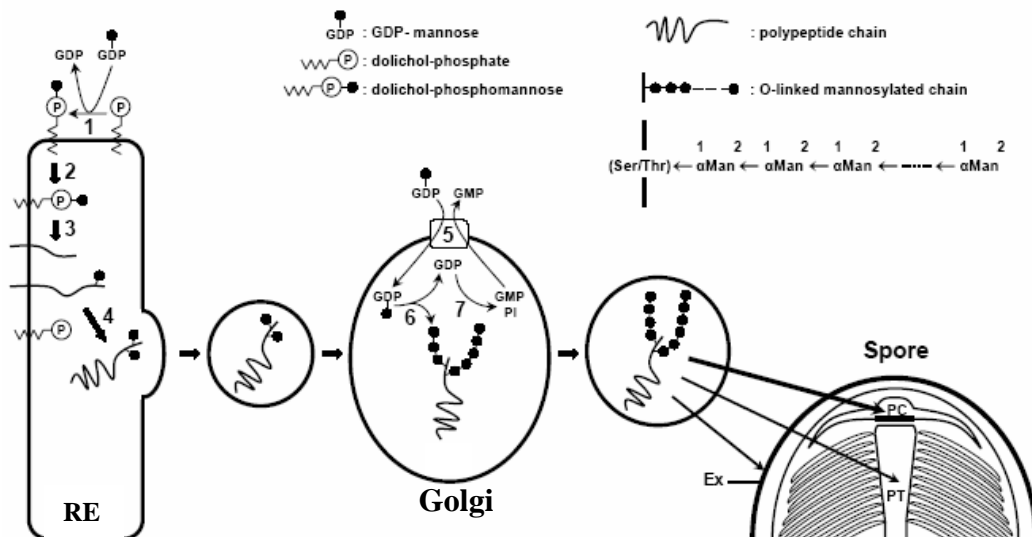 GDP
GDP
P
P
1
2
P
3
4
P
RE
GDP : GDP- mannose
P : dolichol-phosphate
P : dolichol-phosphomannose
: polypeptide chain
: O-linked mannosylated chain
1 2 1 2 1 2 1 2
(Ser/Thr) ← αMan ← αMan ← αMan ← ← αMan
GDP
GMP
5
GDP
GDP
GMP
PI
6
7
Golgi
Spore
PC
Ex
PT